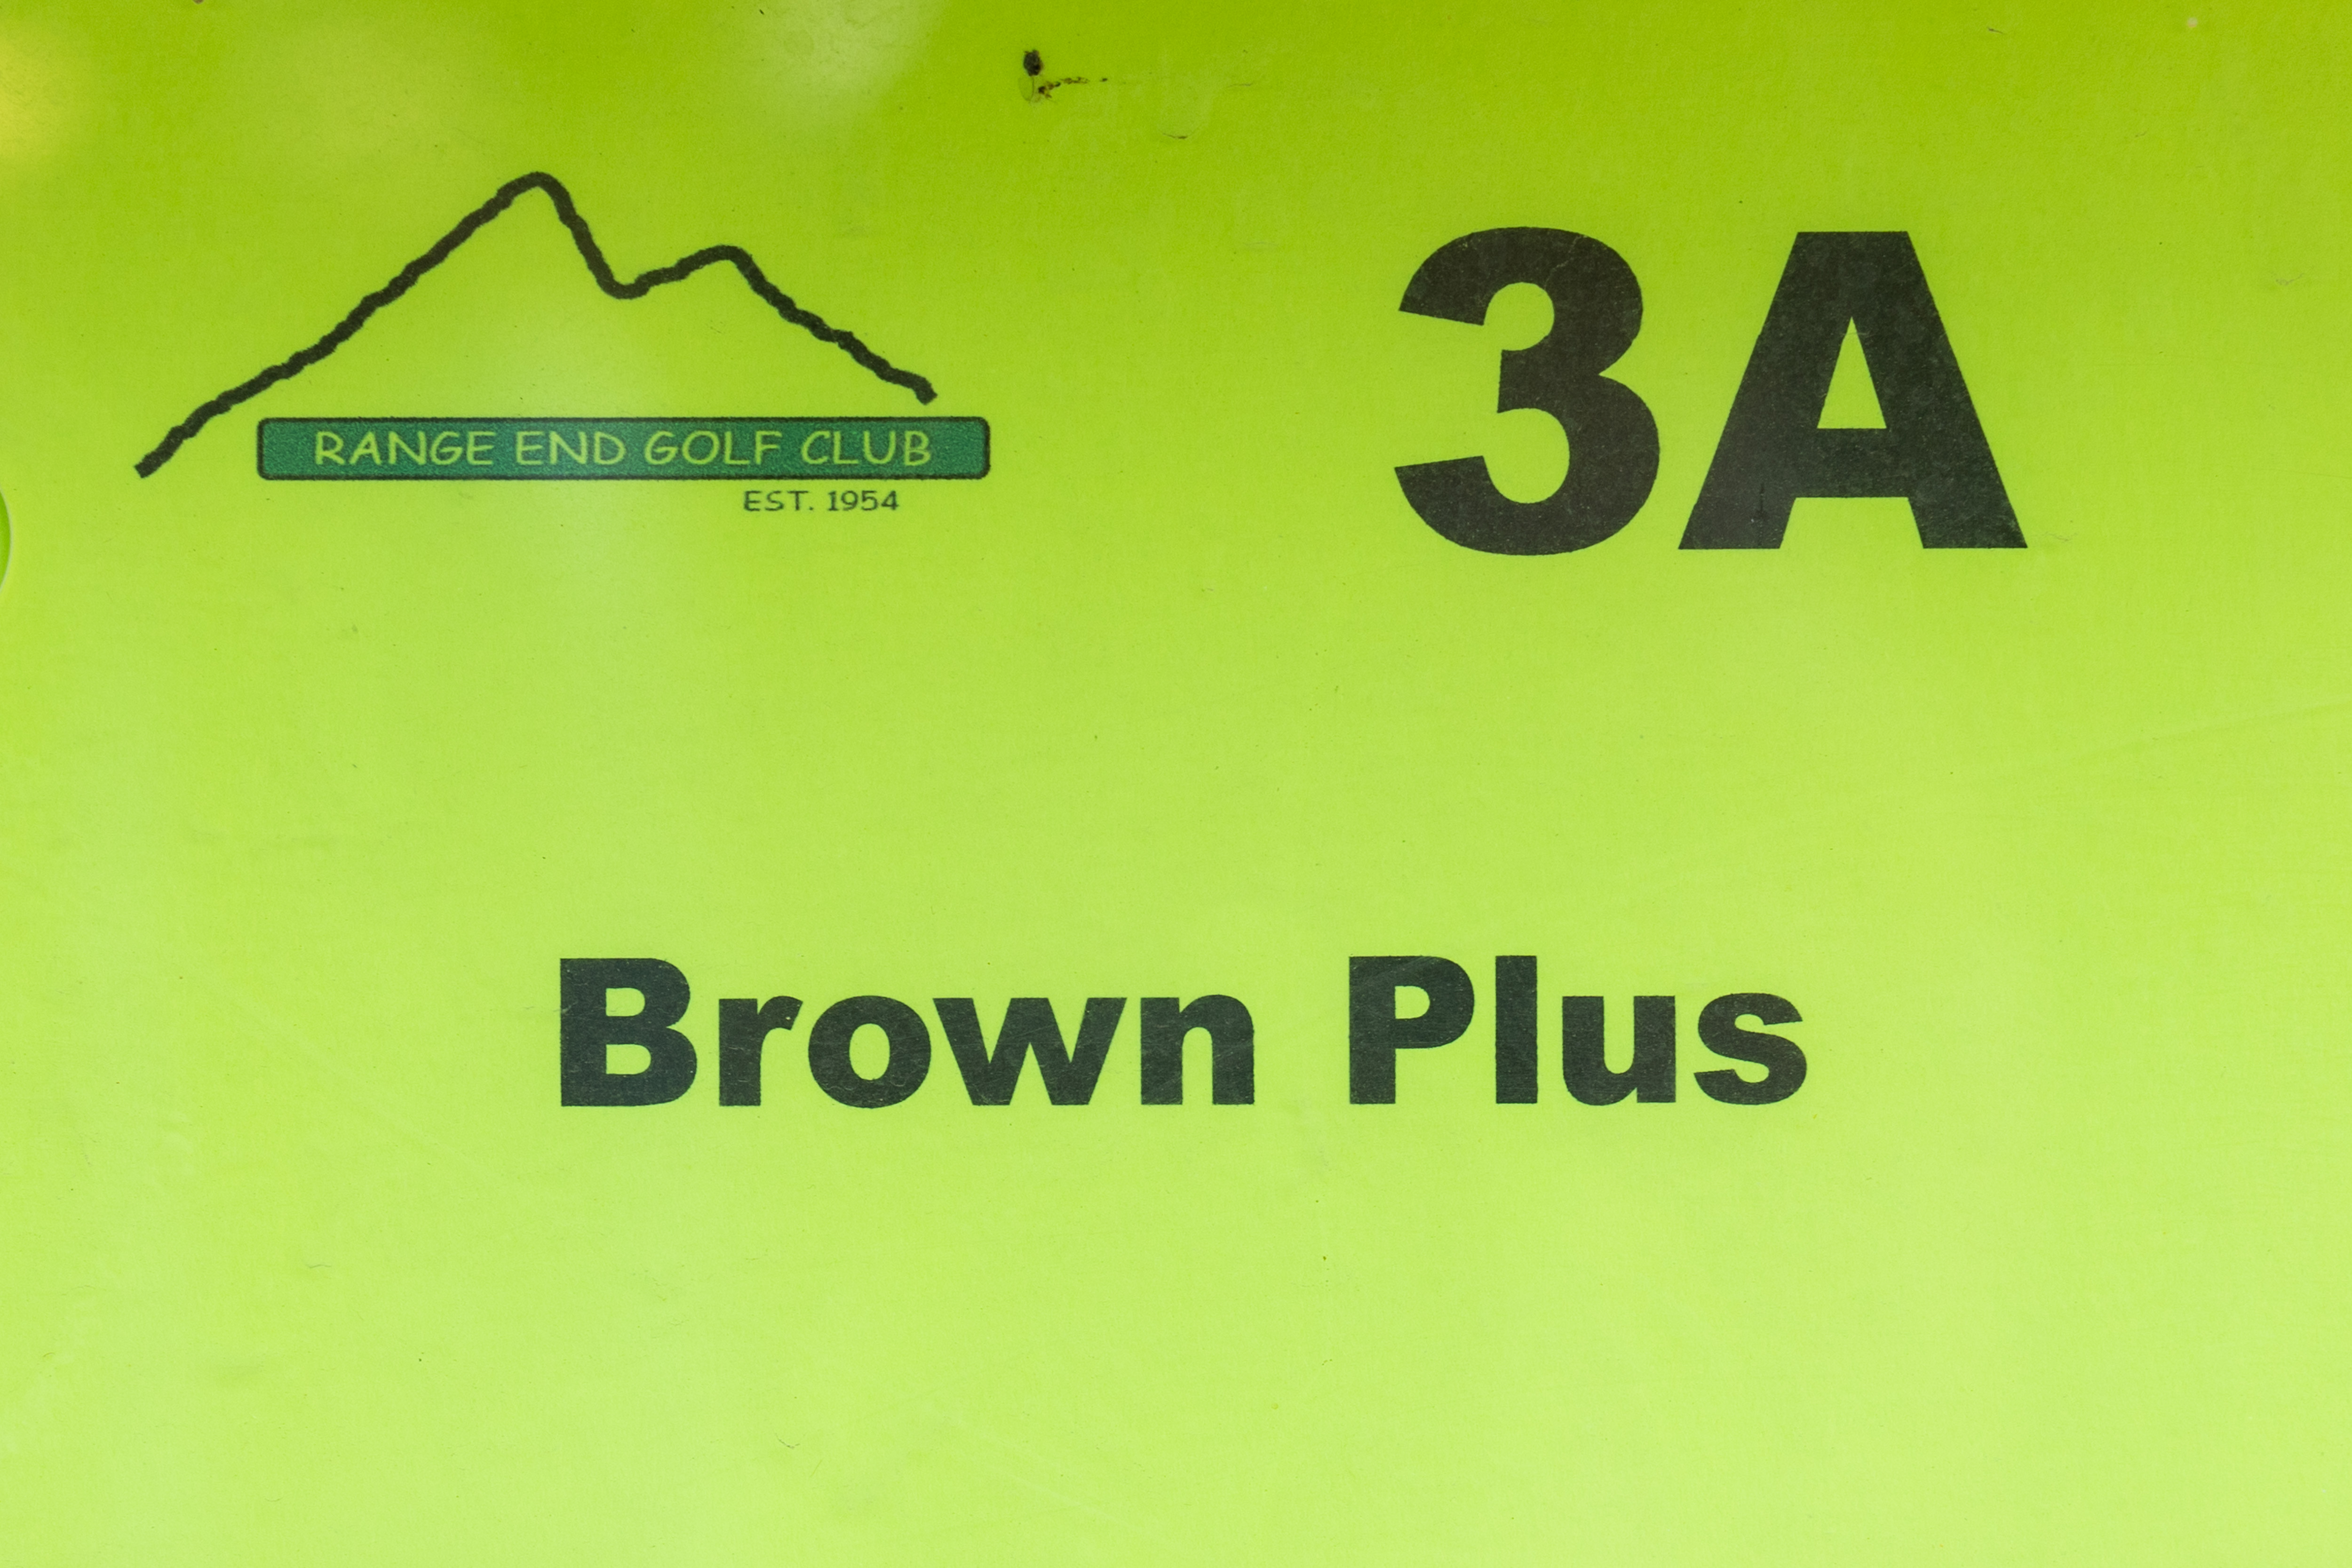 RANGE END GOLF CLUB
EST. 1954
3A
Brown Plus